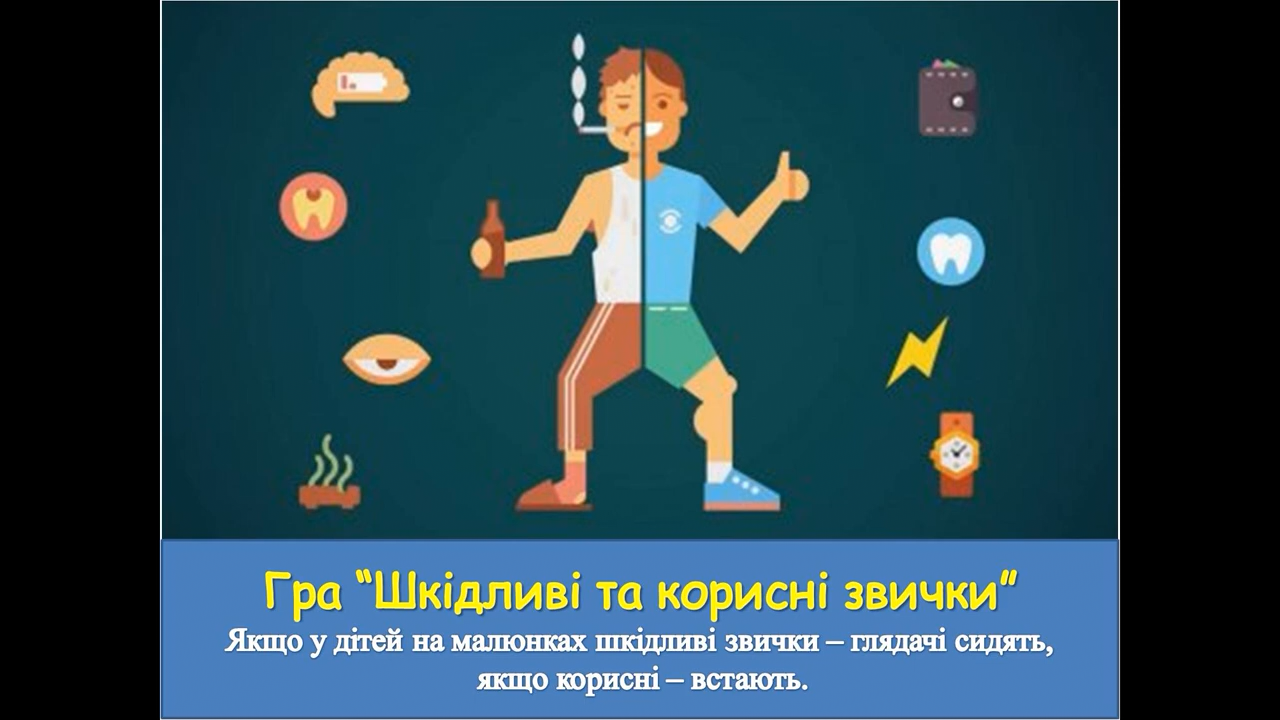 Гра “Шкідливі та корисні звички”
Якщо у дітей на малюнках шкідливі звички – глядачі сидять,
якщо корисні – встають.